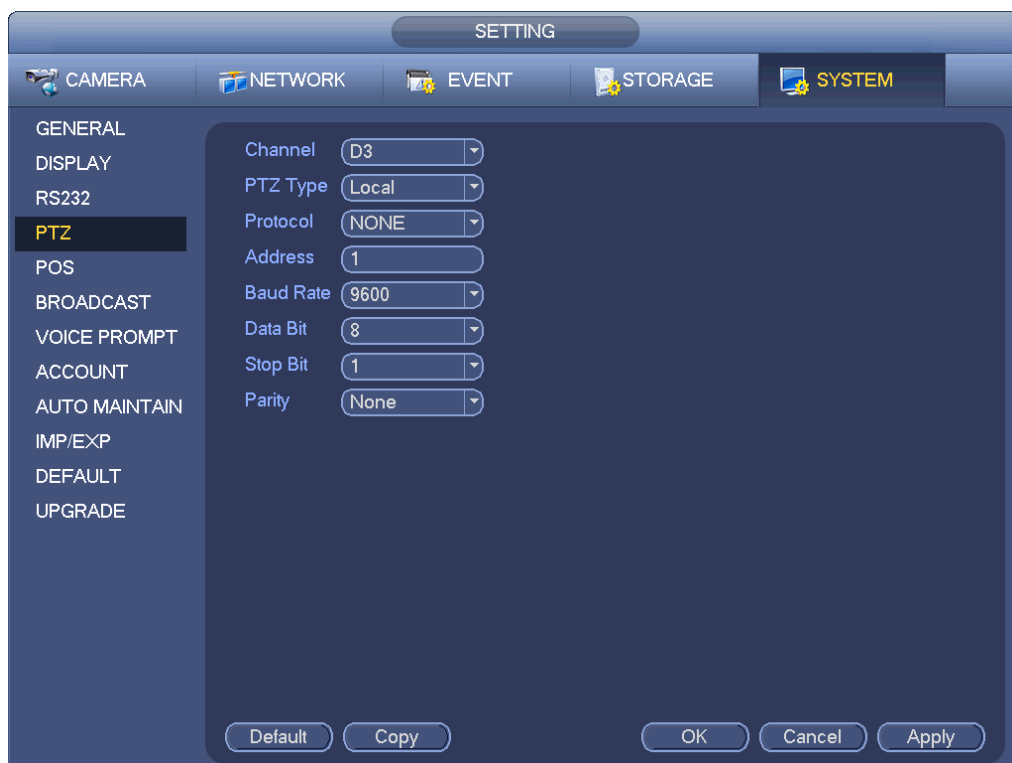 SETTING
CAMERA NETWORK EVENT STORAGE SYSTEM
GENERAL
DISPLAY
RS232
PTZ
POS
BROADCAST
VOICE PROMPT
ACCOUNT
AUTO MAINTAIN
IMP/EXP
DEFAULT
UPGRADE
Channel D3
PTZ Type Local
Protocol NONE
Address 1
Baud Rate 9600
Data Bit 8
Stop Bit 1
Parity None
Default Copy OK Cancel Apply